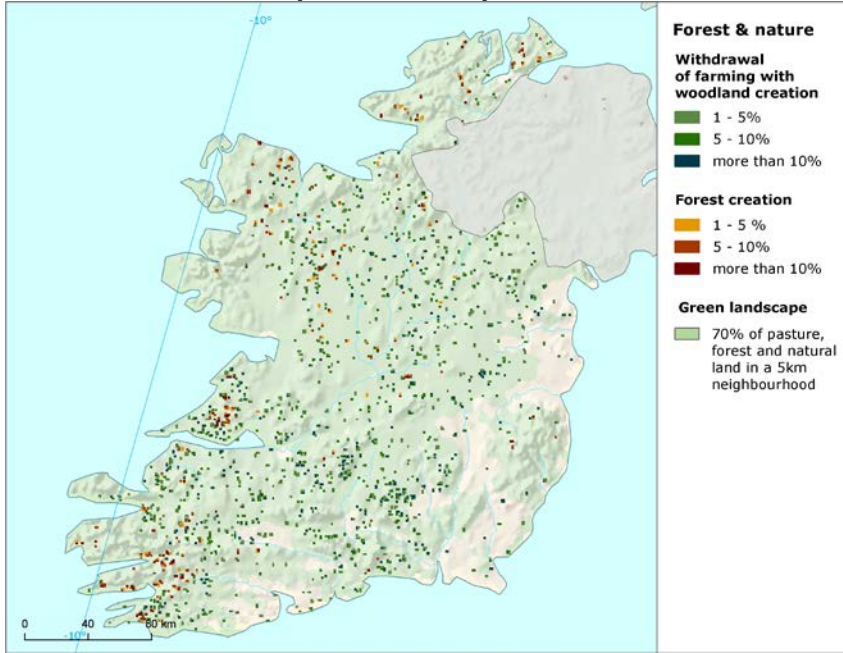 -10°
Forest & nature
Withdrawal
of farming with
woodland creation
1 - 5%
5 - 10%
more than 10%
Forest creation
1 - 5 %
5 - 10%
more than 10%
Green landscape
70% of pasture,
forest and natural
land in a 5km
neighbourhood
0 40 80 km
-10°